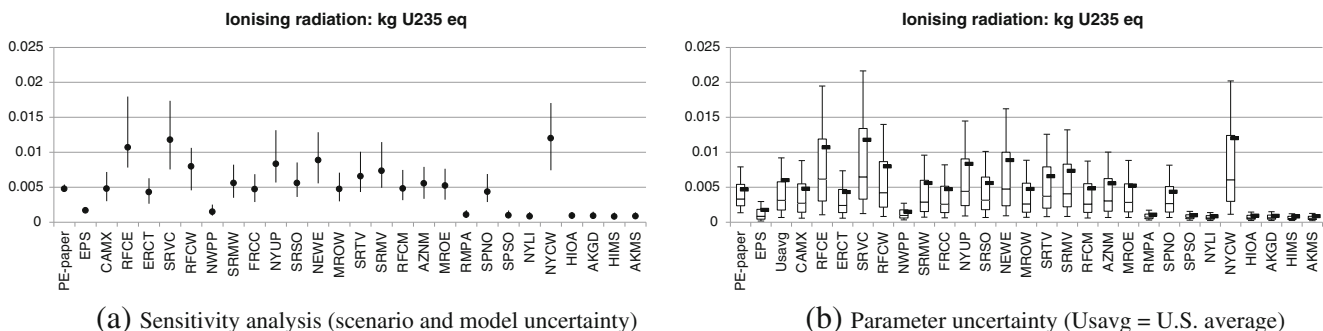 Ionising radiation: kg U235 eq
0.025
0.02
0.015
0.01
0.005
0
PE-paper
EPS
CAMX
RFCE
ERCT
SRVC
RFCW
NWPP
SRMW
FRCC
NYUP
SRSO
NEWE
MROW
SRTV
SRMV
RFCM
AZNM
MROE
RMPA
SPNO
SPSO
NYLI
NYCW
HIOA
AKGD
HIMS
AKMS
(a) Sensitivity analysis (scenario and model uncertainty)
Ionising radiation: kg U235 eq
0.025
0.02
0.015
0.01
0.005
0
PE-paper
EPS
Usavg
CAMX
RFCE
ERCT
SRVC
RFCW
NWPP
SRMW
FRCC
NYUP
SRSO
NEWE
MROW
SRTV
SRMV
RFCM
AZNM
MROE
RMPA
SPNO
SPSO
NYLI
NYCW
HIOA
AKGD
HIMS
AKMS
(b) Parameter uncertainty (Usavg = U.S. average)